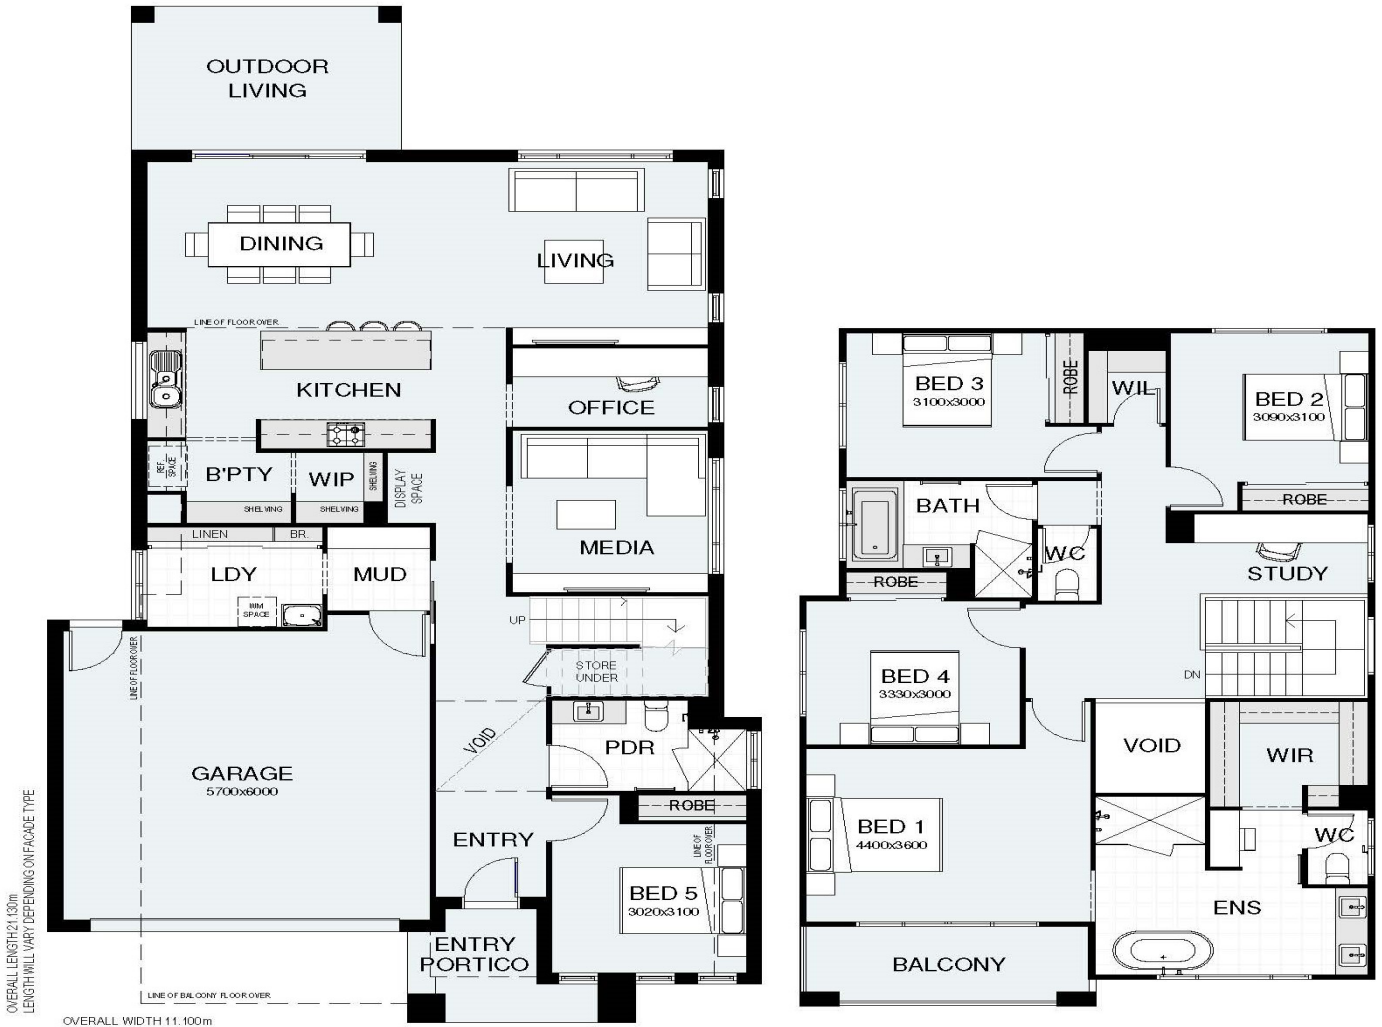 OUTDOOR
LIVING
DINING
LIVING
LINE OF FLOOR OVER
KITCHEN
OFFICE
REF.
SPACE
B'PTY
WIP
SHELVING
SHELVING
SHELVING
DISPLAY
SPACE
MEDIA
LINEN
BR.
LDY
MUD
WM
SPACE
UP
STORE
UNDER
LINE OF FLOOR OVER
VOID
PDR
GARAGE
5700x6000
ROBE
ENTRY
LINE OF
FLOOR OVER
BED 5
3020x3100
ENTRY
PORTICO
LINE OF BALCONY FLOOR OVER
OVERALL WIDTH 11.100m
OVERALL LENGTH 21.130m
LENGTH WILL VARY DEPENDING ON FACADE TYPE
BED 3
3100x3000
ROBE
WIL
BED 2
3090x3100
ROBE
BATH
WC
STUDY
ROBE
BED 4
3330x3000
DN
VOID
WIR
BED 1
4400x3600
WC
ENS
BALCONY